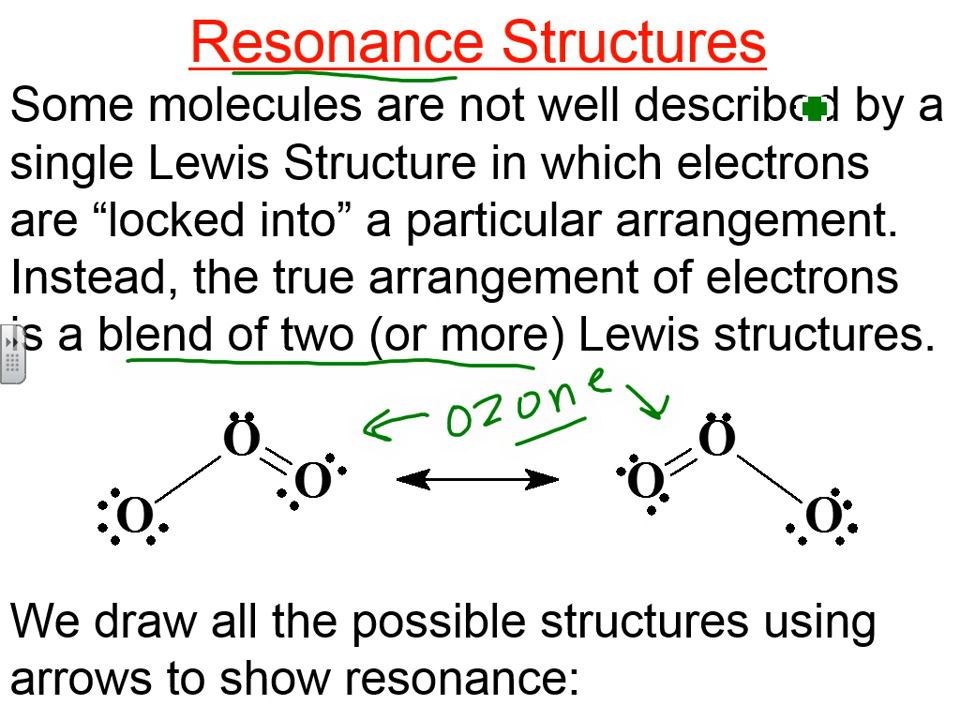 Resonance Structures
Some molecules are not well described by a
single Lewis Structure in which electrons
are “locked into” a particular arrangement.
Instead, the true arrangement of electrons
is a blend of two (or more) Lewis structures.
ozone
O O
O O
O O
We draw all the possible structures using
arrows to show resonance: